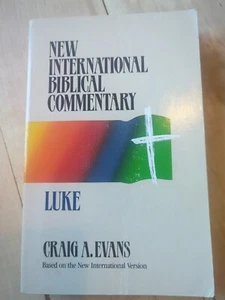 NEW
INTERNATIONAL
BIBLICAL
COMMENTARY
LUKE
CRAIG A. EVANS
Based on the New International Version